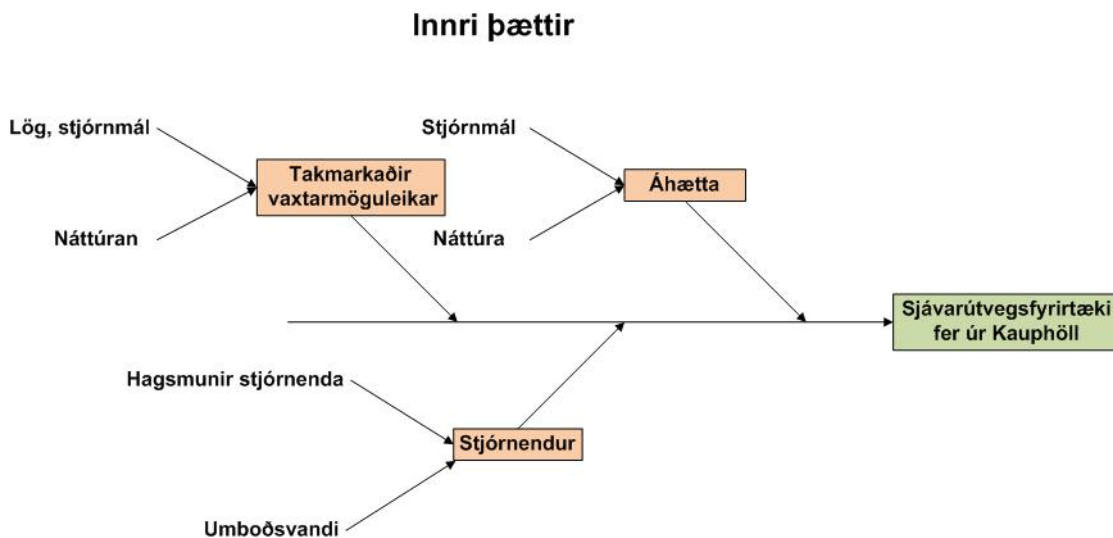 Innri þættir
Lög, stjórnmál
Stjórnmál
Takmarkaðir
vaxtarmöguleikar
Áhætta
Náttúran
Náttúra
Sjávarútvegsfyrirtæki
fer úr Kauphöll
Hagsmunir stjórnenda
Stjórnendur
Umboðsvandi